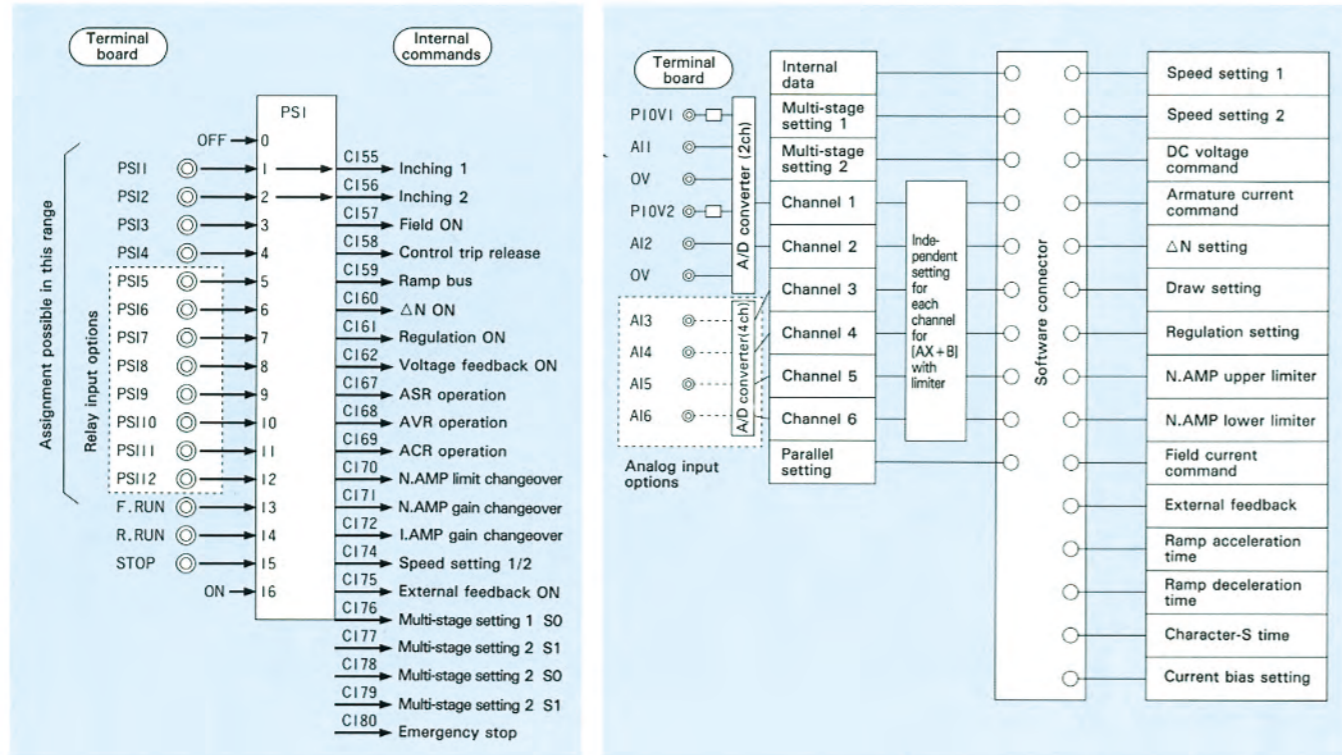 Terminal
board
Internal
commands
PSI
OFF 0
PSI1 1 C155 Inching 1
PSI2 2 C156 Inching 2
PSI3 3 C157 Field ON
PSI4 4 C158 Control trip release
PSI5 5 C159 Ramp bus
PSI6 6 C160 △N ON
PSI7 7 C161 Regulation ON
PSI8 8 C162 Voltage feedback ON
PSI9 9 C167 ASR operation
PSI10 10 C168 AVR operation
PSI11 11 C169 ACR operation
PSI12 12 C170 N.AMP limit changeover
F.RUN 13 C171 N.AMP gain changeover
R.RUN 14 C172 I.AMP gain changeover
STOP 15 C174 Speed setting 1/2
ON 16 C175 External feedback ON
C176 Multi-stage setting 1 S0
C177 Multi-stage setting 2 S1
C178 Multi-stage setting 2 S0
C179 Multi-stage setting 2 S1
C180 Emergency stop
Assignment possible in this range
Relay input options
Terminal
board
P10V1
AI1
0V
P10V2
AI2
0V
AI3
AI4
AI5
AI6
Analog input
options
A/D converter (2ch)
A/D converter(4ch)
Internal
data
Multi-stage
setting 1
Multi-stage
setting 2
Channel 1
Channel 2
Channel 3
Channel 4
Channel 5
Channel 6
Parallel
setting
Inde-
pendent
setting
for
each
channel
for
[AX+B]
with
limiter
Software connector
Speed setting 1
Speed setting 2
DC voltage
command
Armature current
command
△N setting
Draw setting
Regulation setting
N.AMP upper limiter
N.AMP lower limiter
Field current
command
External feedback
Ramp acceleration
time
Ramp deceleration
time
Character-S time
Current bias setting